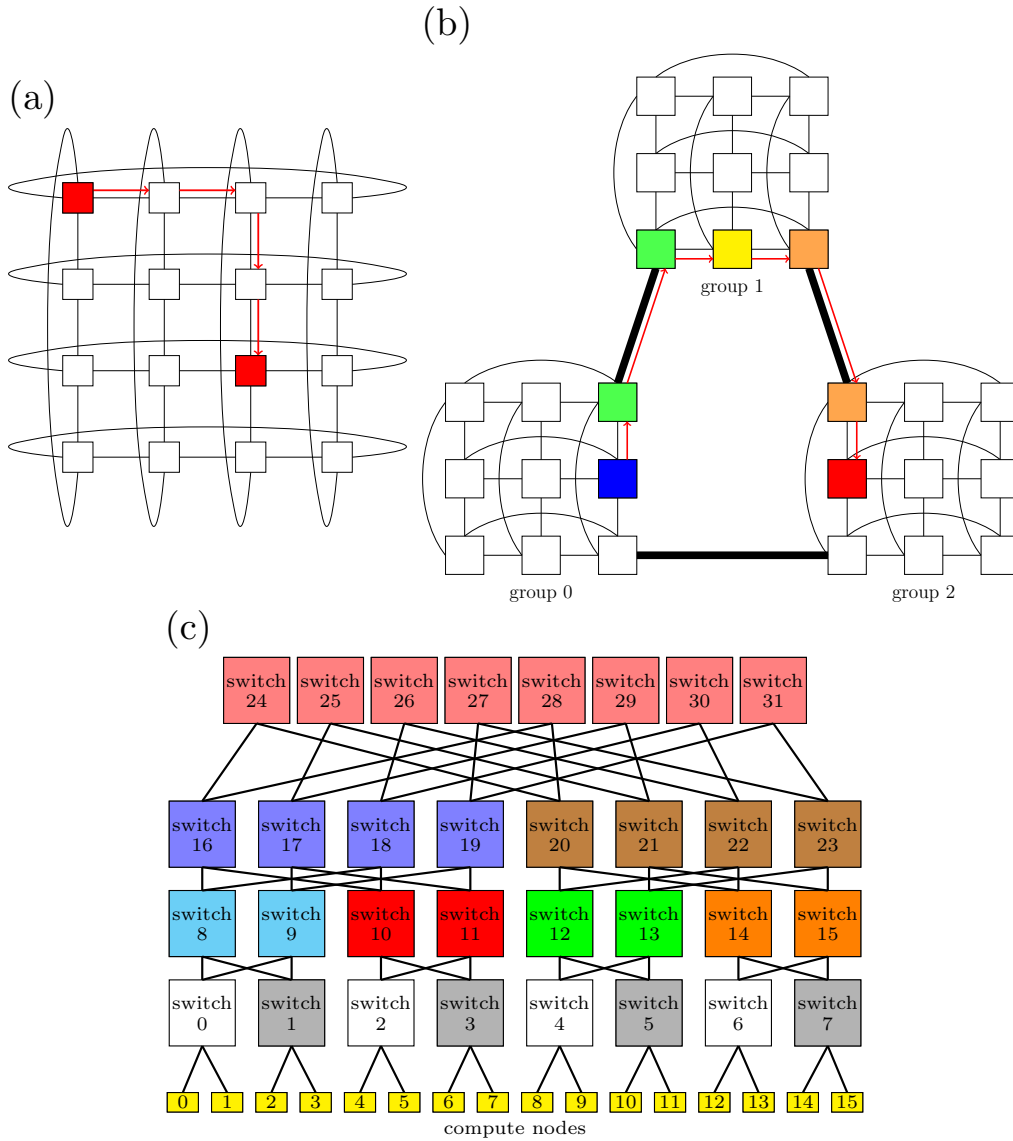 (b)
(a)
group 1
group 0
group 2
(c)
switch 24
switch 25
switch 26
switch 27
switch 28
switch 29
switch 30
switch 31
switch 16
switch 17
switch 18
switch 19
switch 20
switch 21
switch 22
switch 23
switch 8
switch 9
switch 10
switch 11
switch 12
switch 13
switch 14
switch 15
switch 0
switch 1
switch 2
switch 3
switch 4
switch 5
switch 6
switch 7
0 1 2 3 4 5 6 7 8 9 10 11 12 13 14 15
compute nodes